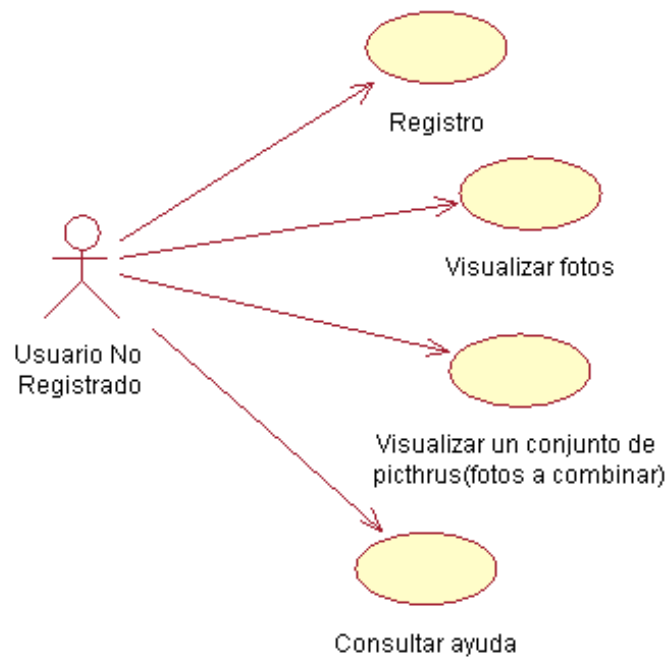 Registro
Visualizar fotos
Usuario No
Registrado
Visualizar un conjunto de
picthrus(fotos a combinar)
Consultar ayuda